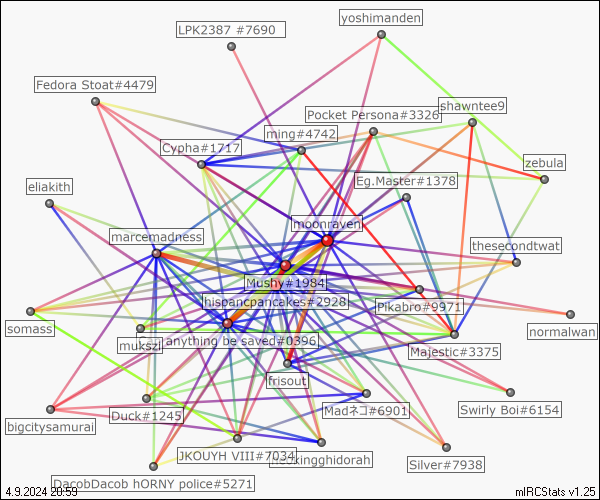 yoshimanden
LPK2387 #7690
Fedora Stoat#4479
shawntee9
Pocket Persona#3326
ming#4742
Cypha#1717
zebula
Eg.Master#1378
eliakith
moonraven
marcemadness
thesecondtwat
Mushy#1984
hispancpancakes#2928
Pikabro#9971
somass
normalwan
mukszi
anything be saved#0396
Majestic#3375
frisout
Madネコ#6901
Swirly Boi#6154
Duck#1245
bigcitysamurai
JKOUYH VIII#7034
neokingghidorah
Silver#7938
DacobDacob hORNY police#5271
4.9.2024 20:59
mIRCStats v1.25